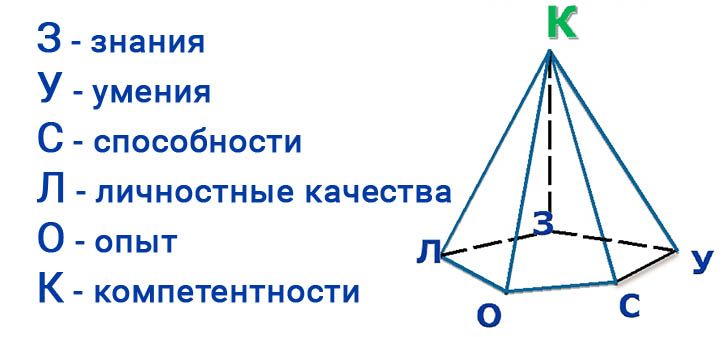 З - знания
У - умения
С - способности
Л - личностные качества
О - опыт
К - компетентности
К
З
Л
У
С
О